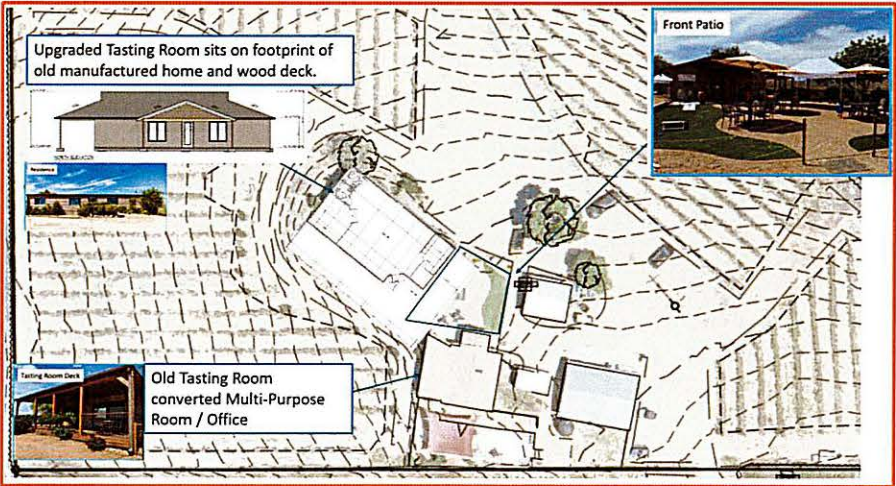 Upgraded Tasting Room sits on footprint of
old manufactured home and wood deck.
Front Patio
Residence
Tasting Room Deck
Old Tasting Room
converted Multi-Purpose
Room / Office